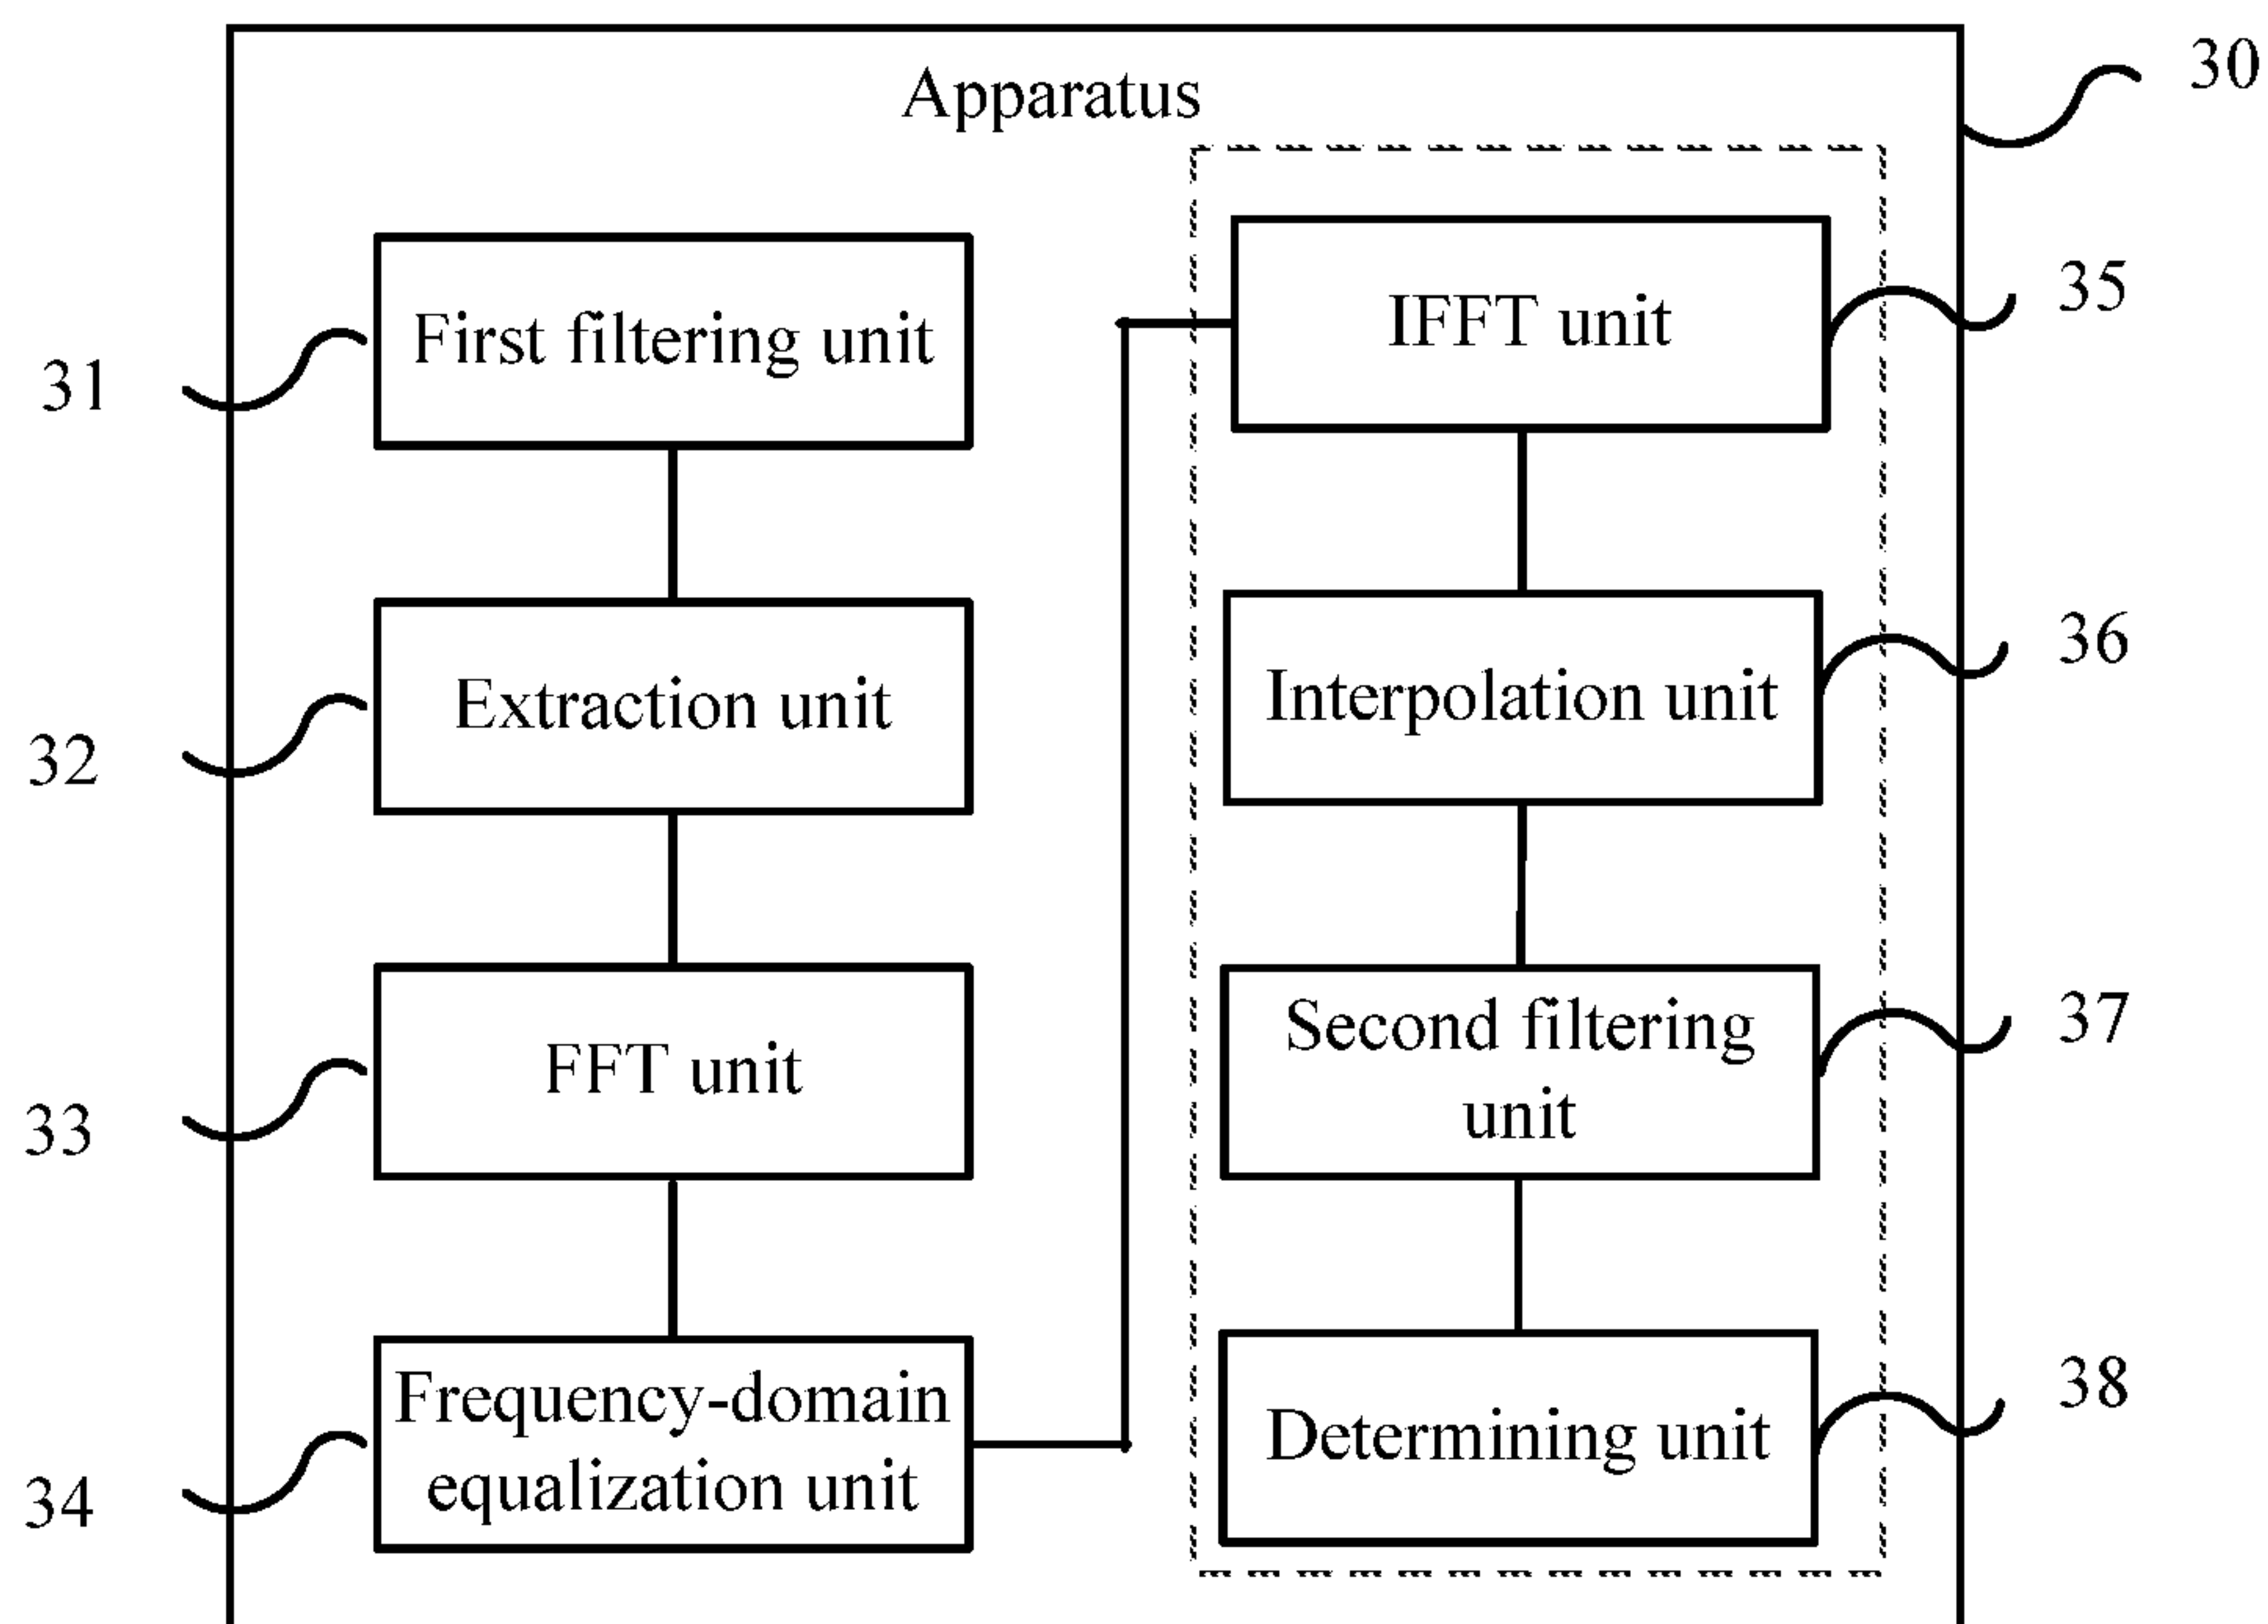 Apparatus
30
31
First filtering unit
32
Extraction unit
33
FFT unit
34
Frequency-domain
equalization unit
IFFT unit
35
Interpolation unit
36
Second filtering
unit
37
Determining unit
38